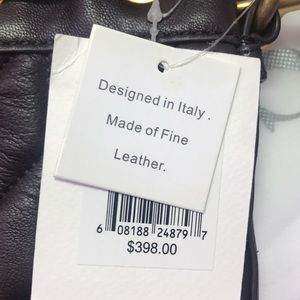 Designed in Italy .
Made of Fine
Leather.
6 08188 24879 7
$398.00